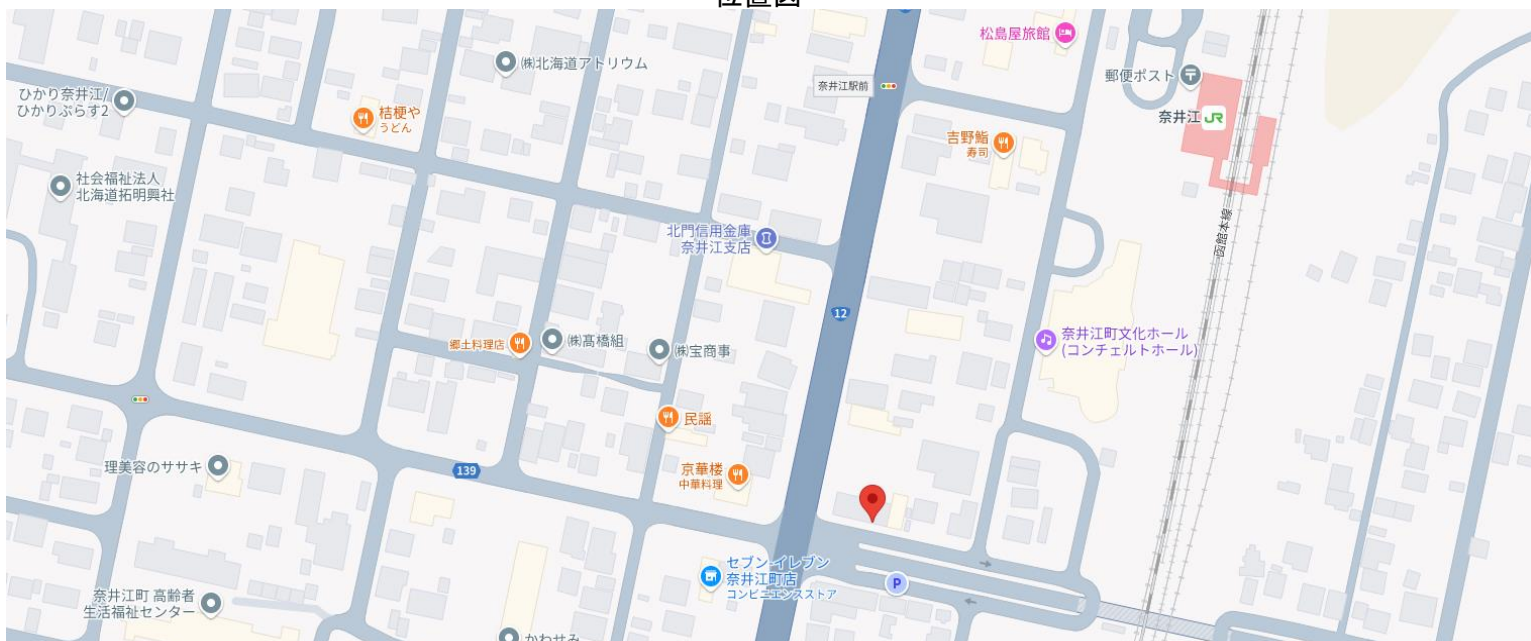 位置図
松島屋旅館
㈱北海道アトリウム
郵便ポスト
奈井江駅前
ひかり奈井江/
ひかりぷらす2
桔梗や
うどん
奈井江 JR
吉野鮨
寿司
社会福祉法人
北海道拓明興社
函館本線
北門信用金庫
奈井江支店
12
奈井江町文化ホール
(コンチェルトホール)
郷土料理店
㈱髙橋組
㈱宝商事
民謡
理美容のササキ
139
京華楼
中華料理
セブン-イレブン
奈井江町店
コンビニエンスストア
P
奈井江町 高齢者
生活福祉センター
かわせみ